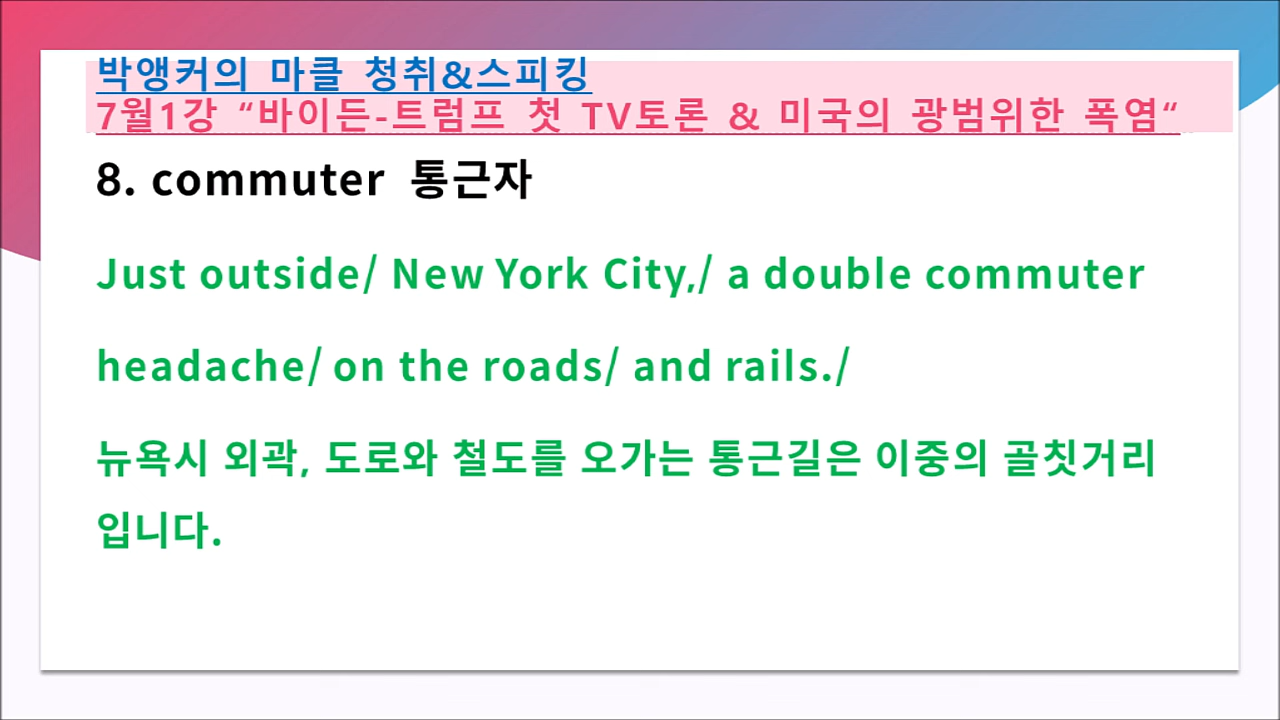 박앵커의 마클 청취&스피킹
7월1강 “바이든-트럼프 첫 TV토론 & 미국의 광범위한 폭염“
8. commuter 통근자
Just outside/ New York City,/ a double commuter
headache/ on the roads/ and rails./
뉴욕시 외곽, 도로와 철도를 오가는 통근길은 이중의 골칫거리
입니다.